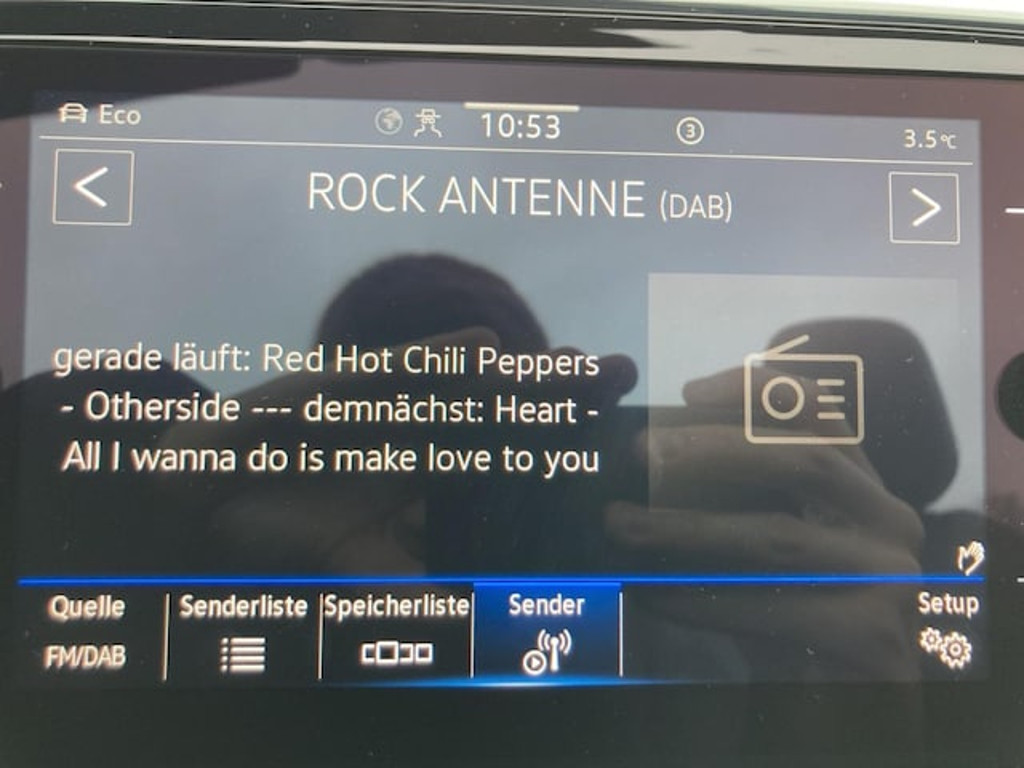 Eco
10:53
3
3.5°C
<
ROCK ANTENNE (DAB)
>
gerade läuft: Red Hot Chili Peppers
- Otherside --- demnächst: Heart -
All I wanna do is make love to you
Quelle
FM/DAB
Senderliste
Speicherliste
Sender
Setup